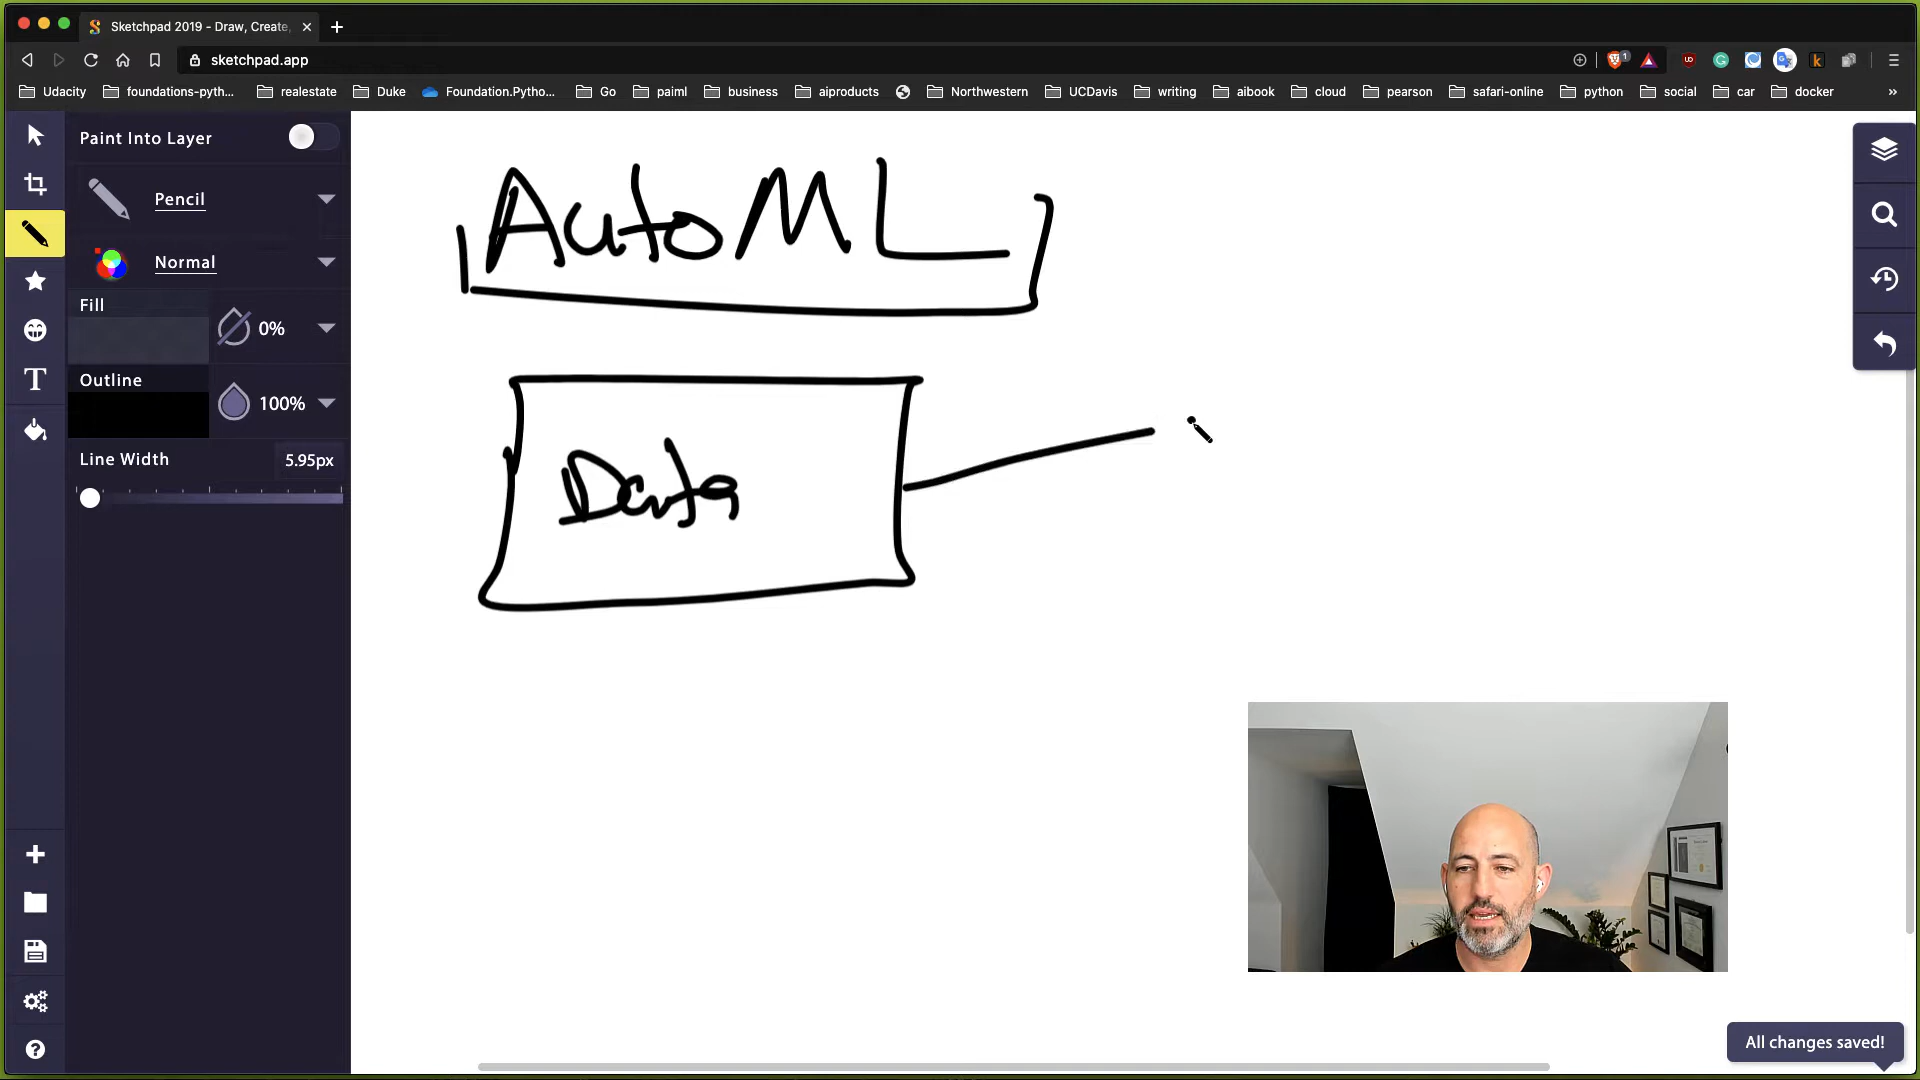 Sketchpad 2019 - Draw, Create,
sketchpad.app
1
Udacity foundations-pyth... realestate Duke Foundation.Pytho... Go paiml business aiproducts Northwestern UCDavis writing aibook cloud pearson safari-online python social car docker »
Paint Into Layer
Pencil
Normal
Fill
0%
Outline
100%
Line Width 5.95px
AutoML
Data
All changes saved!